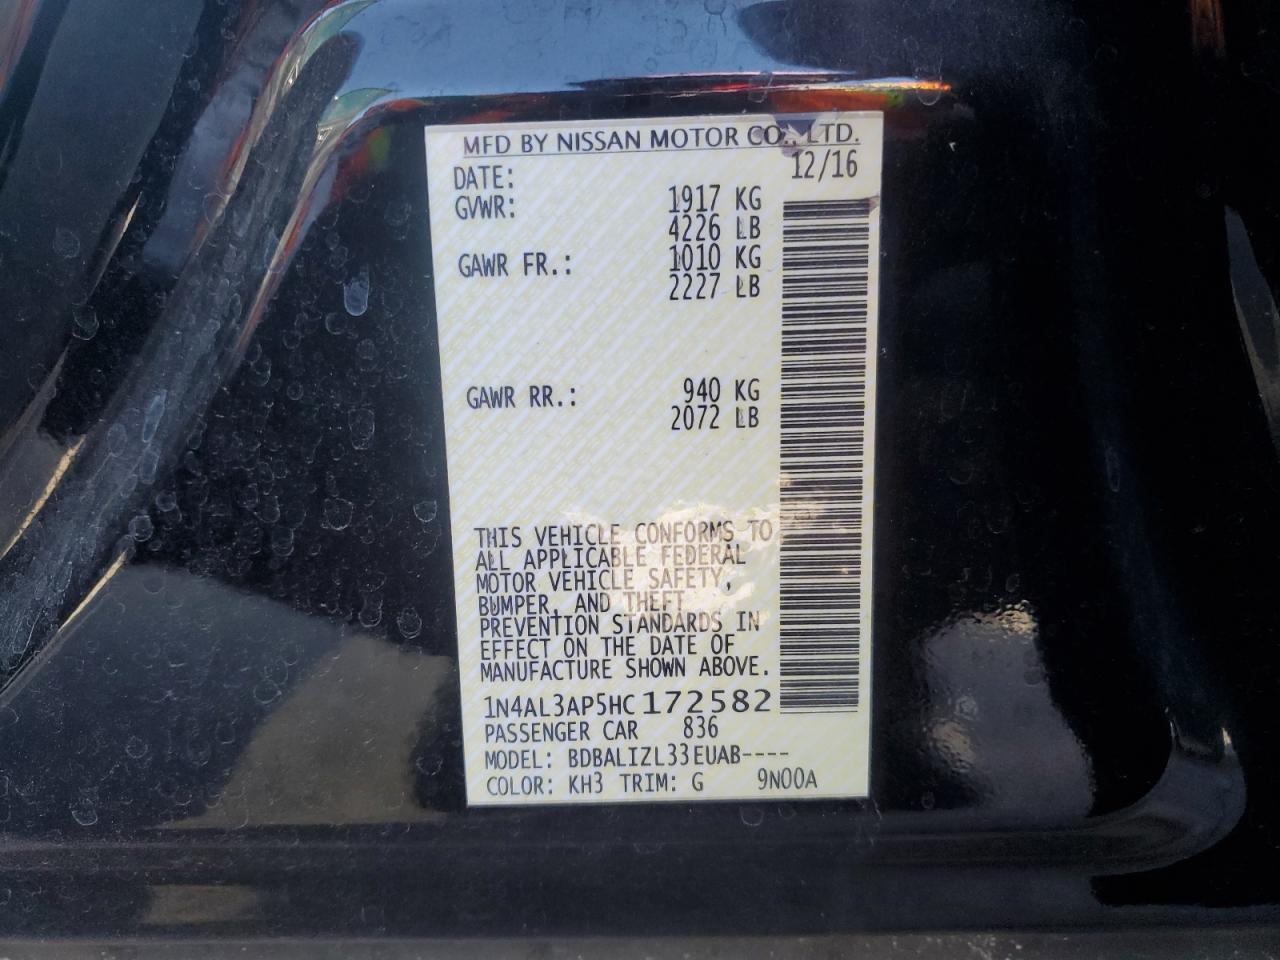 MFD BY NISSAN MOTOR CO., LTD.
DATE: 12/16
GVWR: 1917 KG
4226 LB
GAWR FR.: 1010 KG
2227 LB
GAWR RR.: 940 KG
2072 LB
THIS VEHICLE CONFORMS TO
ALL APPLICABLE FEDERAL
MOTOR VEHICLE SAFETY,
BUMPER, AND THEFT
PREVENTION STANDARDS IN
EFFECT ON THE DATE OF
MANUFACTURE SHOWN ABOVE.
1N4AL3AP5HC172582
PASSENGER CAR 836
MODEL: BDBALIZL33EUAB----
COLOR: KH3 TRIM: G 9N00A